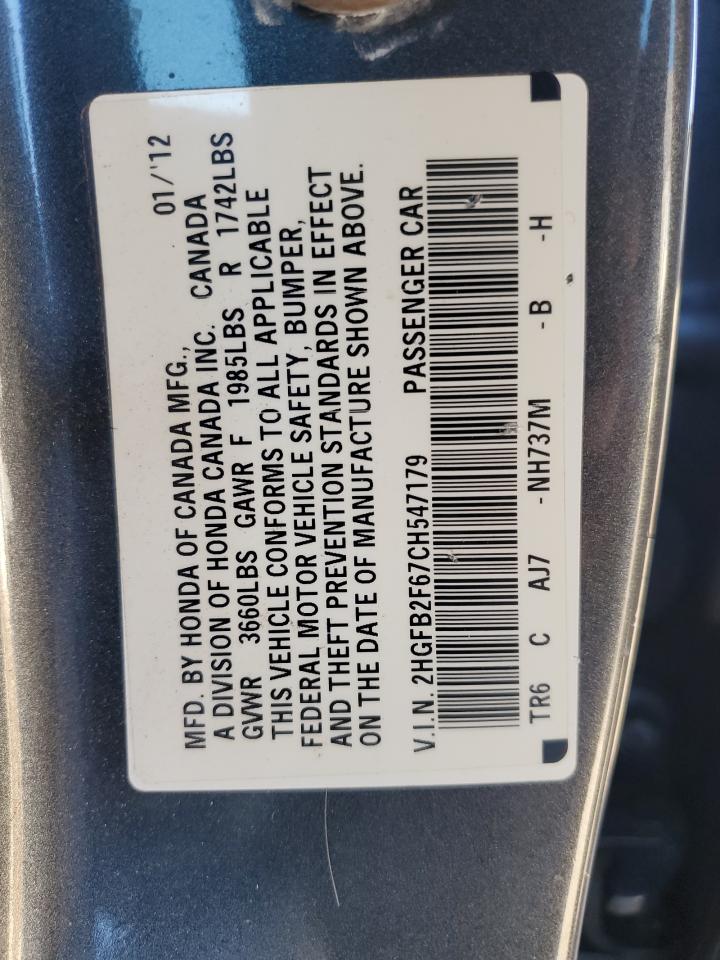 MFD. BY HONDA OF CANADA MFG., 01/'12
A DIVISION OF HONDA CANADA INC. CANADA
GVWR 3660LBS GAWR F 1985LBS R 1742LBS
THIS VEHICLE CONFORMS TO ALL APPLICABLE
FEDERAL MOTOR VEHICLE SAFETY, BUMPER,
AND THEFT PREVENTION STANDARDS IN EFFECT
ON THE DATE OF MANUFACTURE SHOWN ABOVE.
V.I.N. 2HGFB2F67CH547179 PASSENGER CAR
TR6 C AJ7 -NH737M -B -H